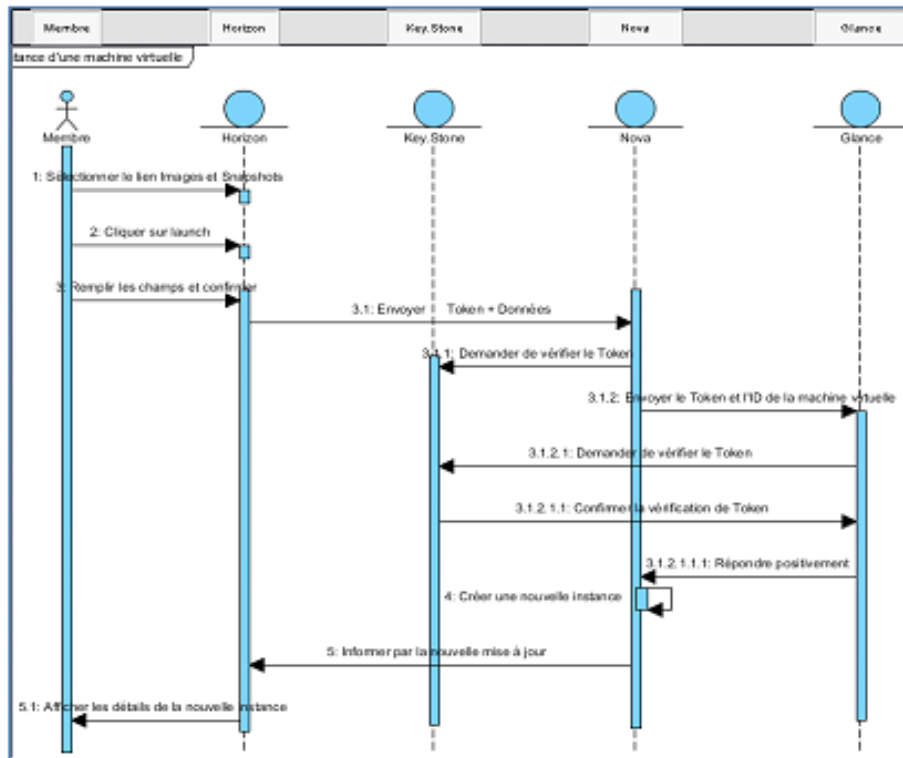 Membre Horizon Key.Stone Nova Glance
tance d'une machine virtuelle
Membre Horizon Key.Stone Nova Glance
1: Sélectionner le lien Images et Snapshots
2: Cliquer sur launch
3: Remplir les champs et confirmer
3.1: Envoyer Token + Données
3.1.1: Demander de vérifier le Token
3.1.2: Envoyer le Token et l'ID de la machine virtuelle
3.1.2.1: Demander de vérifier le Token
3.1.2.1.1: Confirmer la vérification de Token
3.1.2.1.1.1: Répondre positivement
4: Créer une nouvelle instance
5: Informer par la nouvelle mise à jour
5.1: Afficher les détails de la nouvelle instance